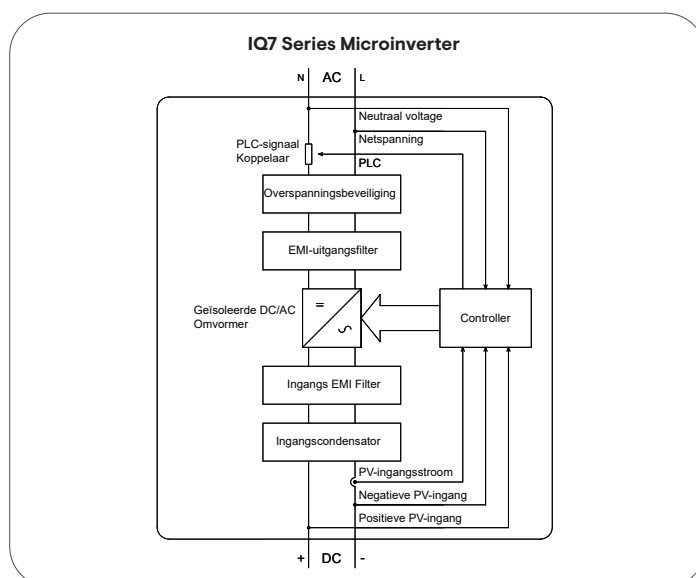 IQ7 Series Microinverter
N AC L
Neutraal voltage
PLC-signaal
Koppelaar
Netspanning
PLC
Overspanningsbeveiliging
EMI-uitgangsfilter
=
Geïsoleerde DC/AC
Omvormer
Controller
Ingangs EMI Filter
Ingangscondensator
PV-ingangsstroom
Negatieve PV-ingang
Positieve PV-ingang
+ DC -